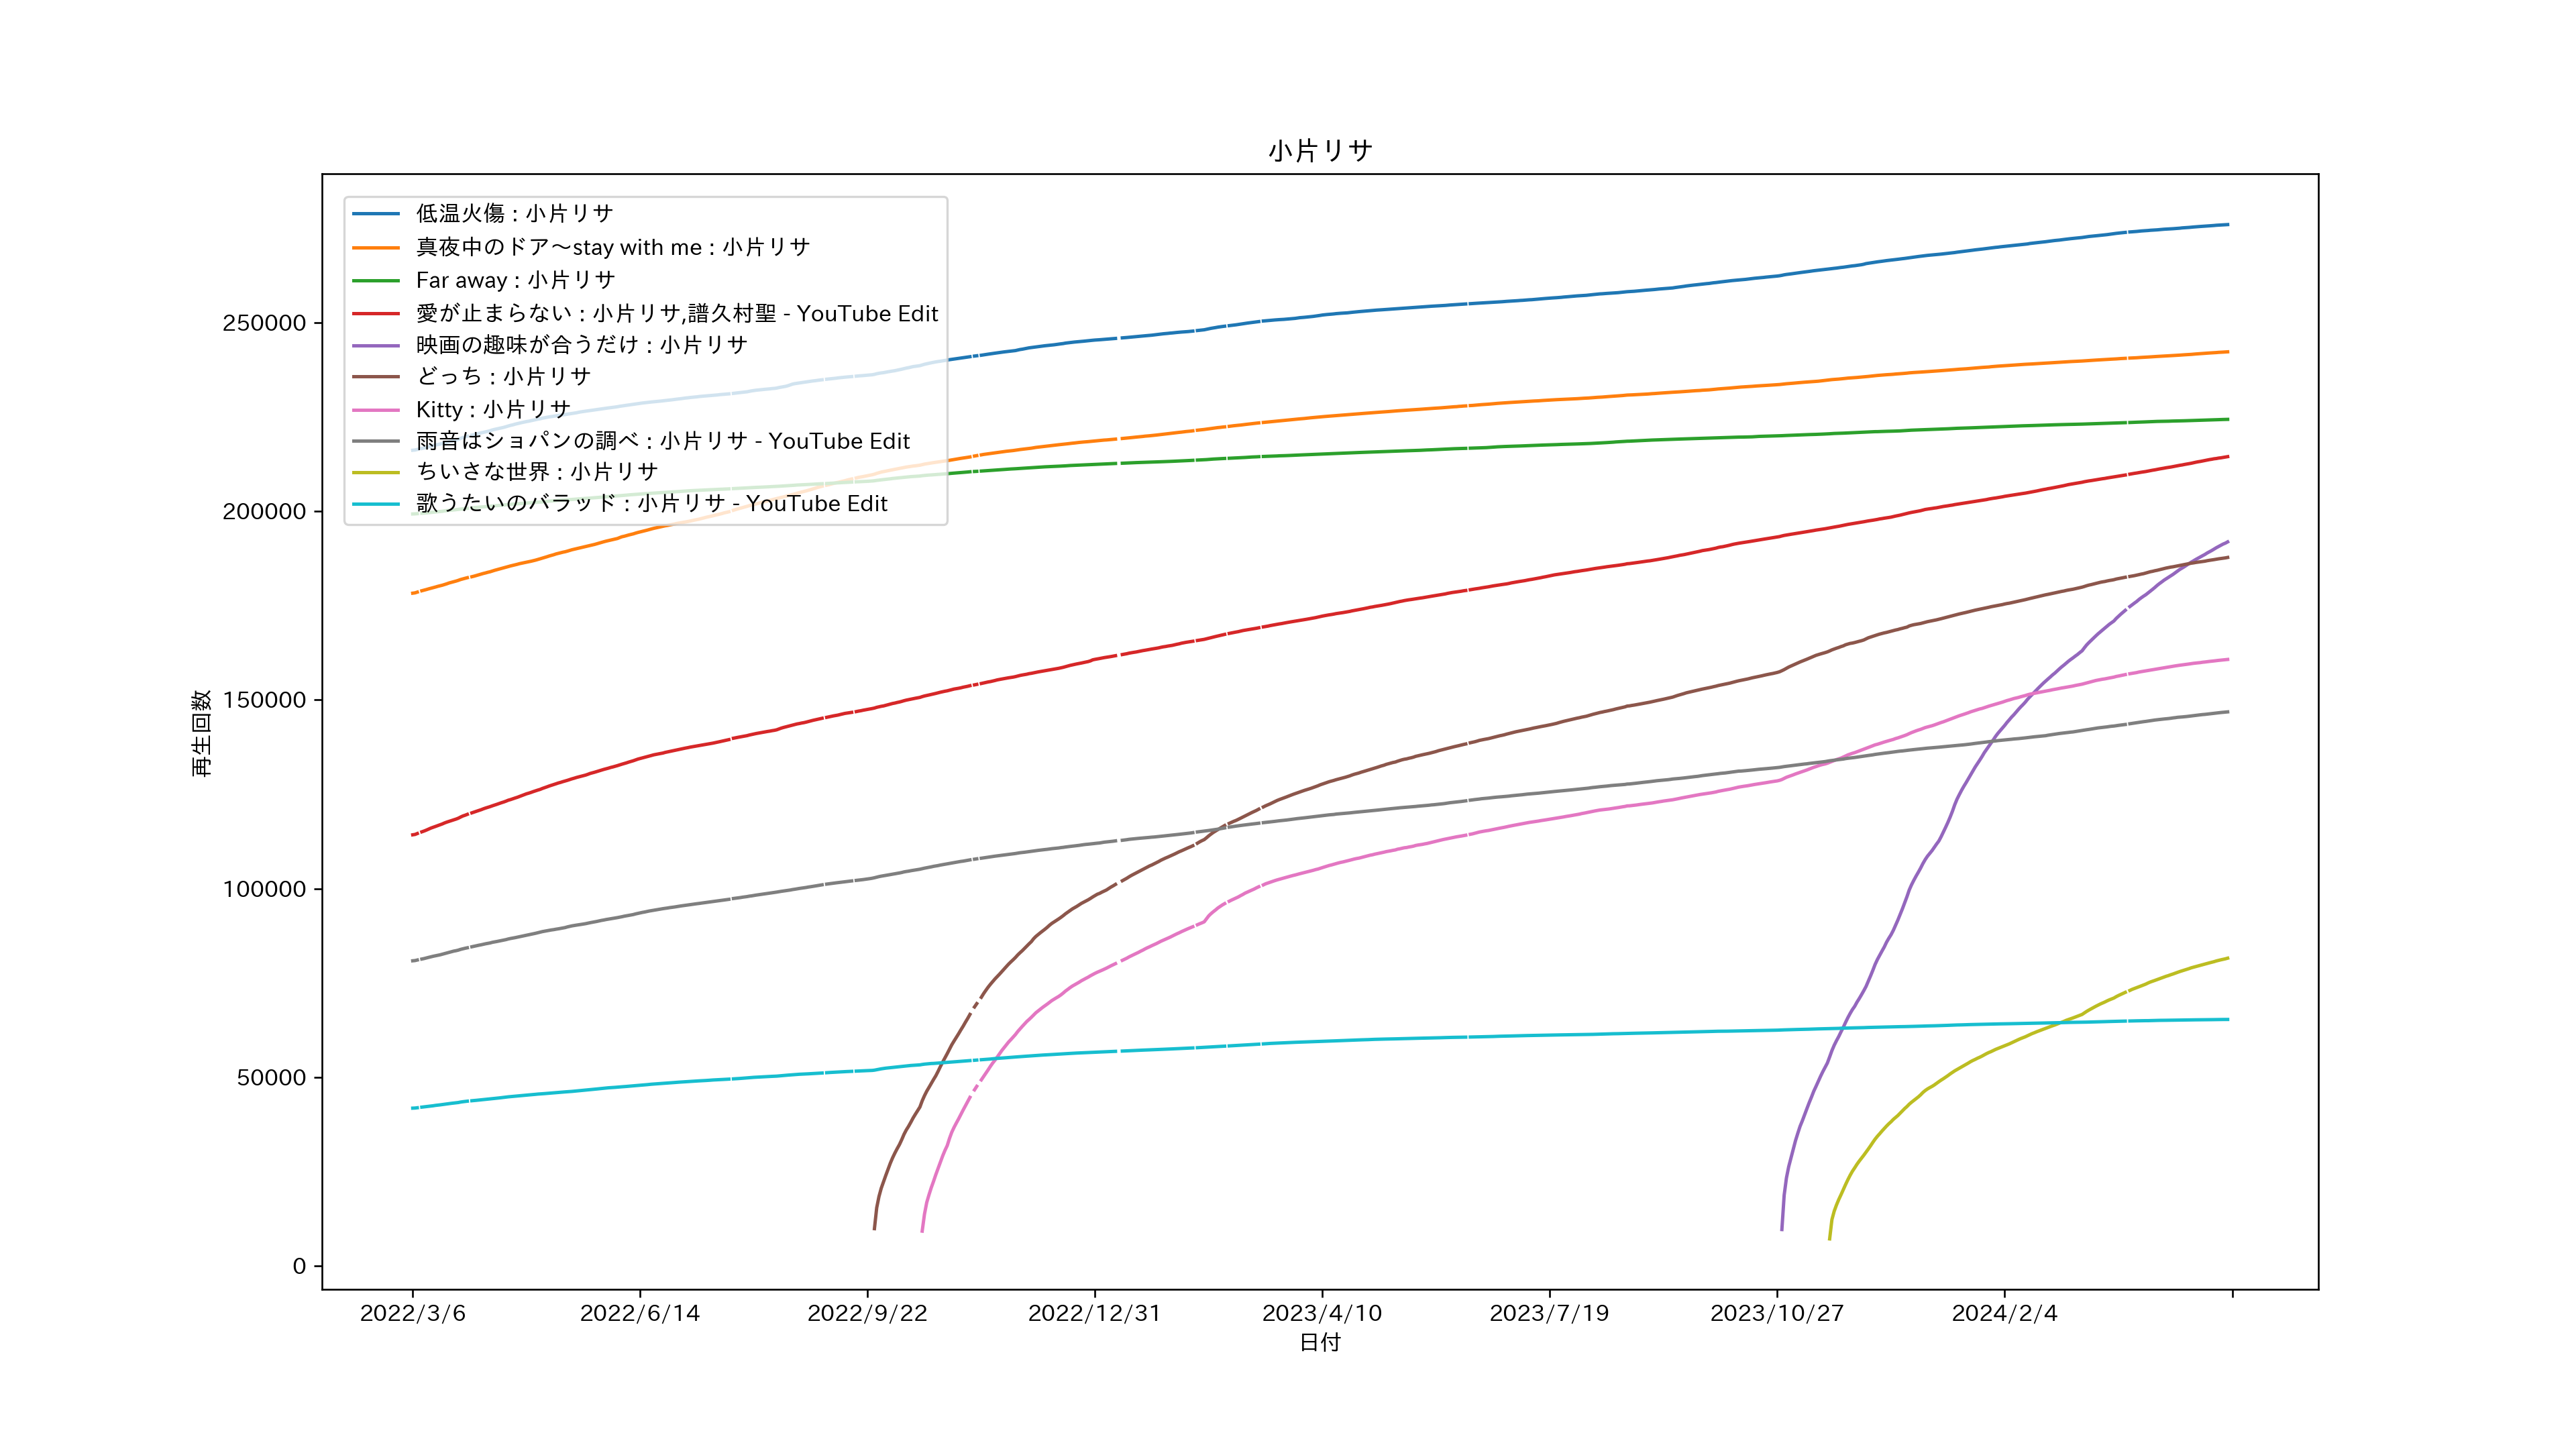 小片リサ
低温火傷 : 小片リサ
真夜中のドア〜stay with me : 小片リサ
Far away : 小片リサ
愛が止まらない : 小片リサ,譜久村聖 - YouTube Edit
映画の趣味が合うだけ : 小片リサ
どっち : 小片リサ
Kitty : 小片リサ
雨音はショパンの調べ : 小片リサ - YouTube Edit
ちいさな世界 : 小片リサ
歌うたいのバラッド : 小片リサ - YouTube Edit
250000
200000
150000
100000
50000
0
再生回数
2022/3/6 2022/6/14 2022/9/22 2022/12/31 2023/4/10 2023/7/19 2023/10/27 2024/2/4
日付